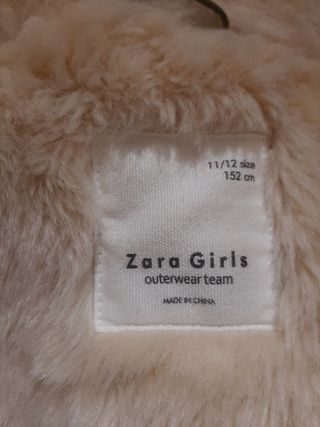 11/12 size
152 cm
Zara Girls
outerwear team
MADE IN CHINA